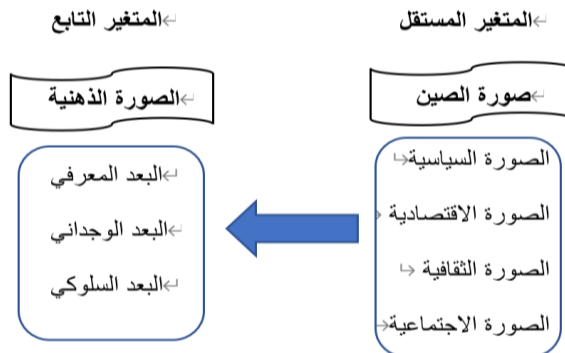 المتغير المستقل
صورة الصين
الصورة السياسية
الصورة الاقتصادية
الصورة الثقافية
الصورة الاجتماعية
المتغير التابع
الصورة الذهنية
البعد المعرفي
البعد الوجداني
البعد السلوكي